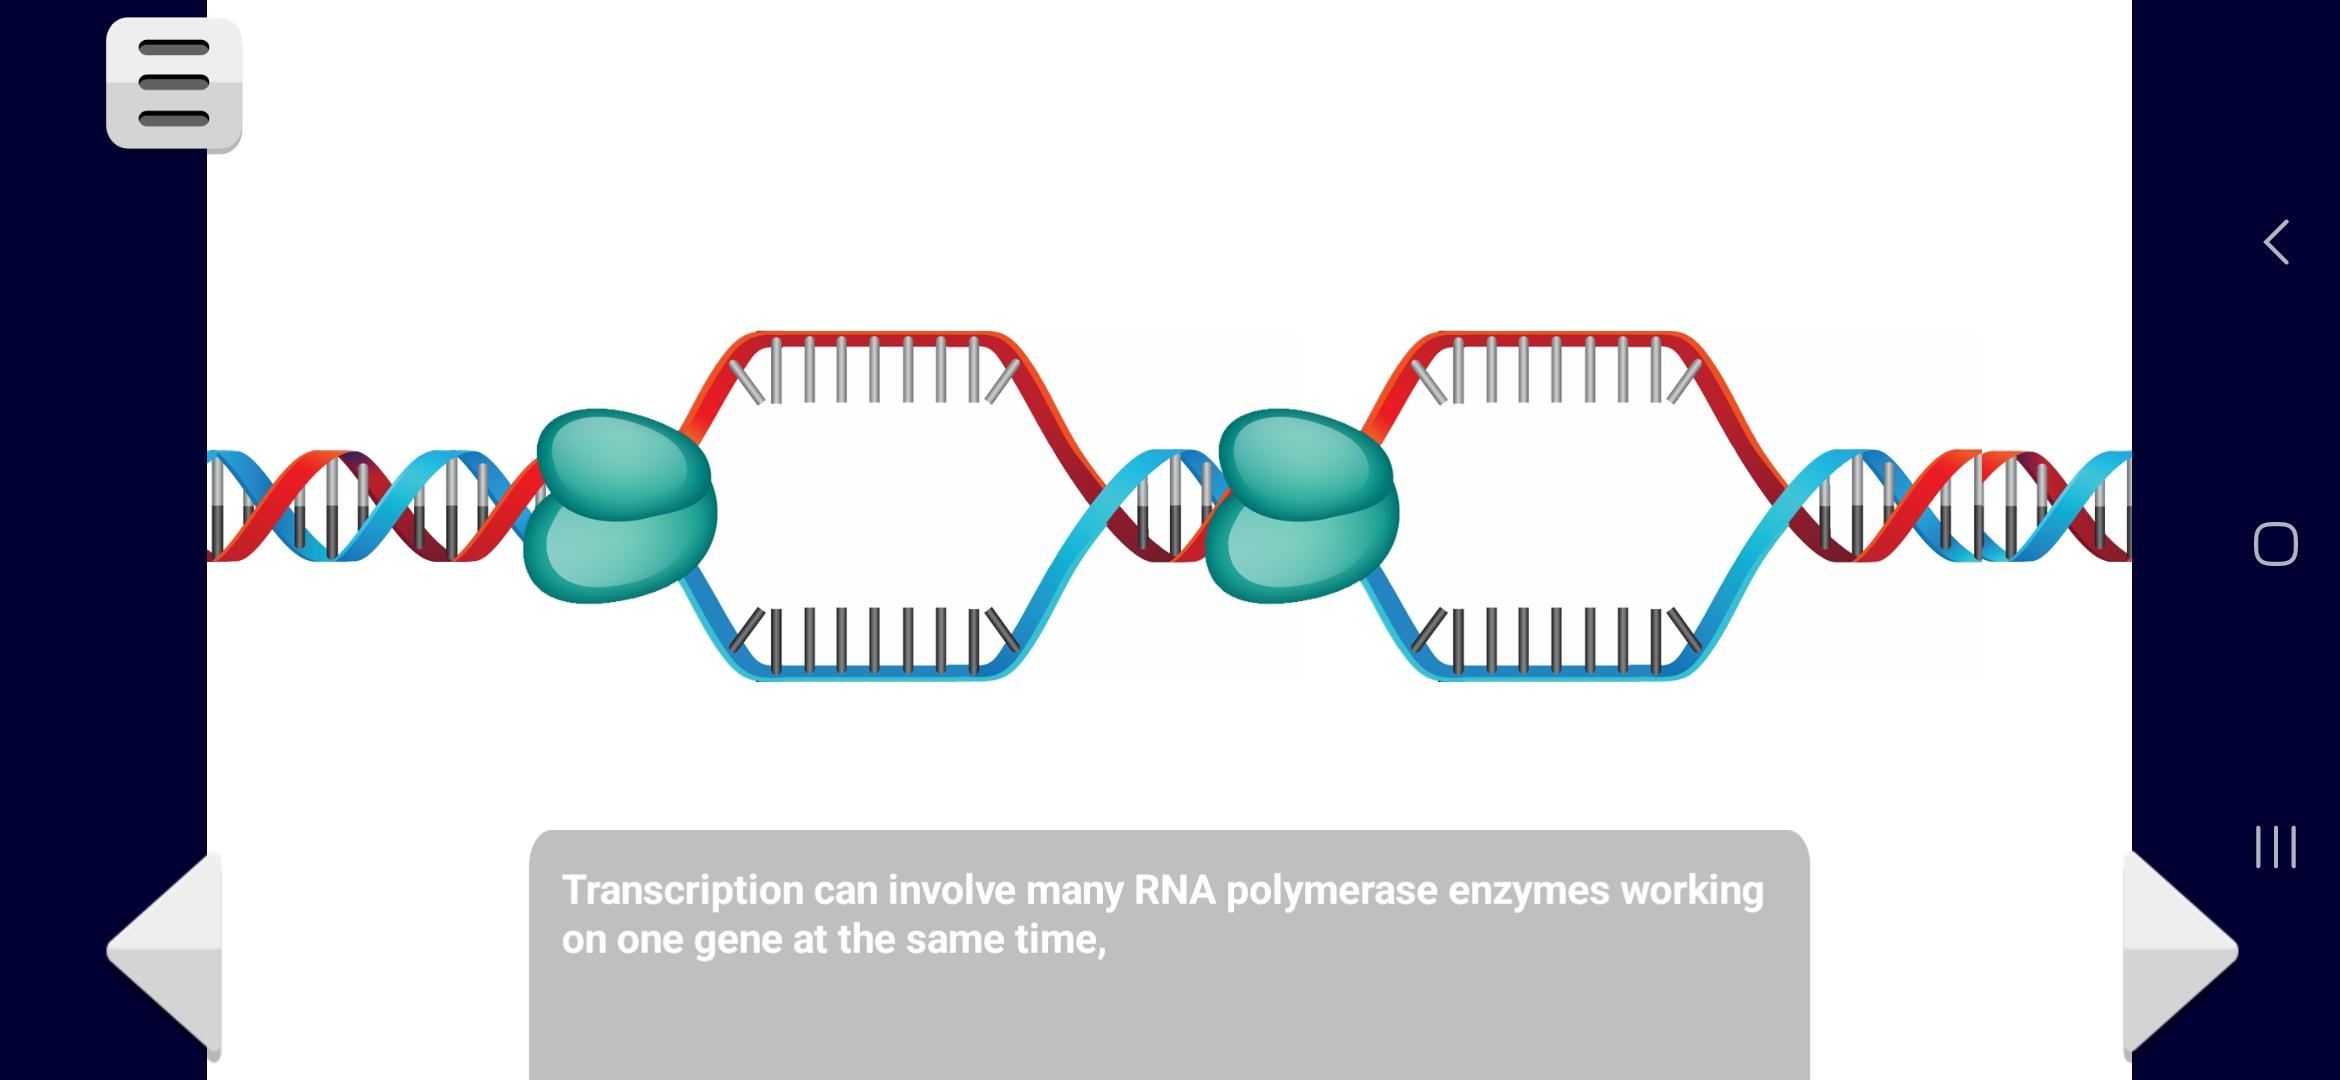 Transcription can involve many RNA polymerase enzymes working
on one gene at the same time,